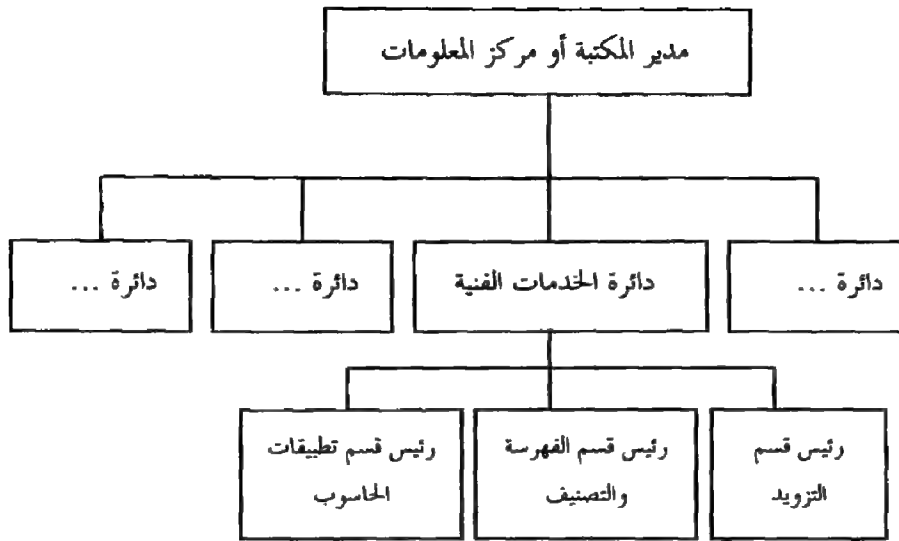 مدير المكتبة أو مركز المعلومات
دائرة ...
دائرة الخدمات الفنية
دائرة ...
دائرة ...
رئيس قسم
التزويد
رئيس قسم الفهرسة
والتصنيف
رئيس قسم تطبيقات
الحاسوب